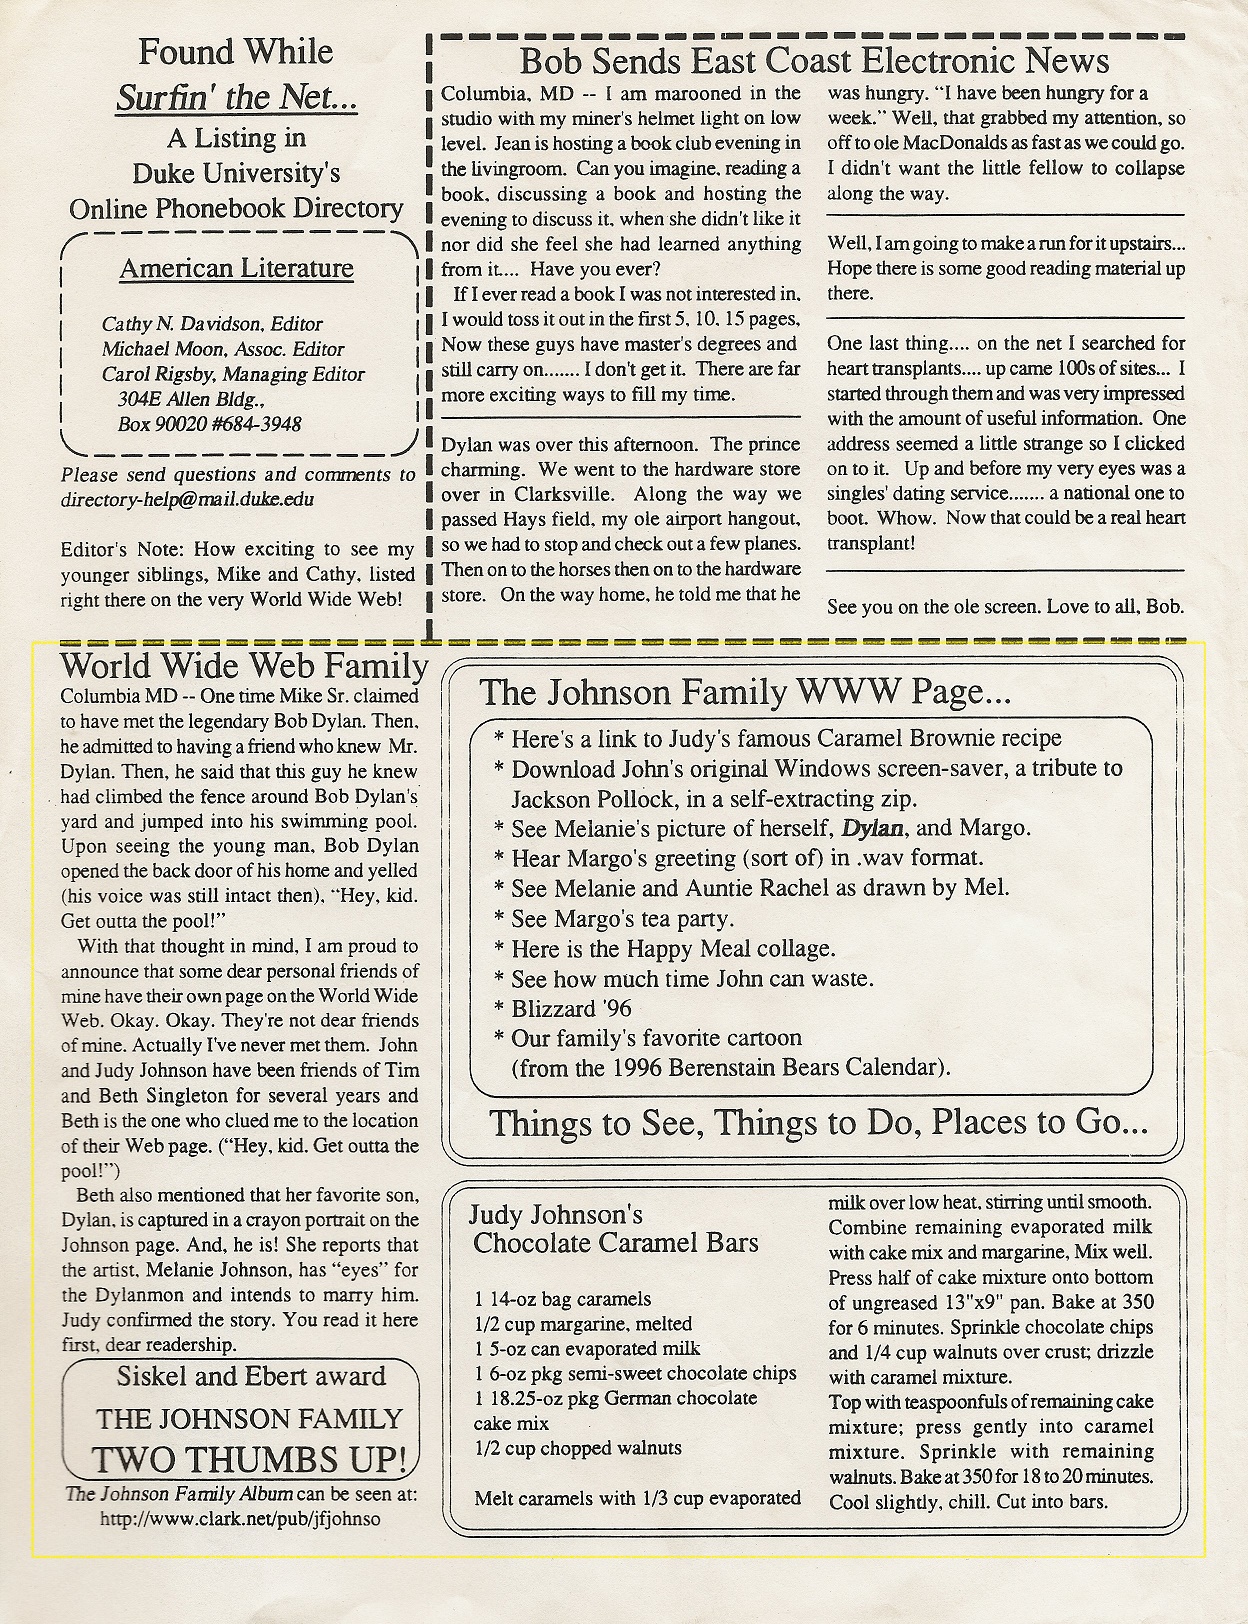 Found While
Surfin' the Net...
A Listing in
Duke University's
Online Phonebook Directory
American Literature
Cathy N. Davidson, Editor
Michael Moon, Assoc. Editor
Carol Rigsby, Managing Editor
304E Allen Bldg.,
Box 90020 #684-3948
Please send questions and comments to
directory-help@mail.duke.edu
Editor's Note: How exciting to see my
younger siblings, Mike and Cathy, listed
right there on the very World Wide Web!
Bob Sends East Coast Electronic News
Columbia, MD -- I am marooned in the
studio with my miner's helmet light on low
level. Jean is hosting a book club evening in
the livingroom. Can you imagine, reading a
book, discussing a book and hosting the
evening to discuss it, when she didn't like it
nor did she feel she had learned anything
from it.... Have you ever?
If I ever read a book I was not interested in,
I would toss it out in the first 5, 10, 15 pages,
Now these guys have master's degrees and
still carry on....... I don't get it. There are far
more exciting ways to fill my time.
Dylan was over this afternoon. The prince
charming. We went to the hardware store
over in Clarksville. Along the way we
passed Hays field, my ole airport hangout,
so we had to stop and check out a few planes.
Then on to the horses then on to the hardware
store. On the way home, he told me that he
was hungry. “I have been hungry for a
week.” Well, that grabbed my attention, so
off to ole MacDonalds as fast as we could go.
I didn't want the little fellow to collapse
along the way.
Well, I am going to make a run for it upstairs...
Hope there is some good reading material up
there.
One last thing.... on the net I searched for
heart transplants.... up came 100s of sites... I
started through them and was very impressed
with the amount of useful information. One
address seemed a little strange so I clicked
on to it. Up and before my very eyes was a
singles' dating service....... a national one to
boot. Whow. Now that could be a real heart
transplant!
See you on the ole screen. Love to all, Bob.
World Wide Web Family
Columbia MD -- One time Mike Sr. claimed
to have met the legendary Bob Dylan. Then,
he admitted to having a friend who knew Mr.
Dylan. Then, he said that this guy he knew
had climbed the fence around Bob Dylan's
yard and jumped into his swimming pool.
Upon seeing the young man, Bob Dylan
opened the back door of his home and yelled
(his voice was still intact then), “Hey, kid.
Get outta the pool!”
With that thought in mind, I am proud to
announce that some dear personal friends of
mine have their own page on the World Wide
Web. Okay. Okay. They're not dear friends
of mine. Actually I've never met them. John
and Judy Johnson have been friends of Tim
and Beth Singleton for several years and
Beth is the one who clued me to the location
of their Web page. (“Hey, kid. Get outta the
pool!”)
Beth also mentioned that her favorite son,
Dylan, is captured in a crayon portrait on the
Johnson page. And, he is! She reports that
the artist, Melanie Johnson, has “eyes” for
the Dylanmon and intends to marry him.
Judy confirmed the story. You read it here
first, dear readership.
Siskel and Ebert award
THE JOHNSON FAMILY
TWO THUMBS UP!
The Johnson Family Album can be seen at:
http://www.clark.net/pub/jfjohnso
The Johnson Family WWW Page...
* Here's a link to Judy's famous Caramel Brownie recipe
* Download John's original Windows screen-saver, a tribute to
Jackson Pollock, in a self-extracting zip.
* See Melanie's picture of herself, Dylan, and Margo.
* Hear Margo's greeting (sort of) in .wav format.
* See Melanie and Auntie Rachel as drawn by Mel.
* See Margo's tea party.
* Here is the Happy Meal collage.
* See how much time John can waste.
* Blizzard '96
* Our family's favorite cartoon
(from the 1996 Berenstain Bears Calendar).
Things to See, Things to Do, Places to Go...
Judy Johnson's
Chocolate Caramel Bars
1 14-oz bag caramels
1/2 cup margarine, melted
1 5-oz can evaporated milk
1 6-oz pkg semi-sweet chocolate chips
1 18.25-oz pkg German chocolate
cake mix
1/2 cup chopped walnuts
Melt caramels with 1/3 cup evaporated
milk over low heat, stirring until smooth.
Combine remaining evaporated milk
with cake mix and margarine, Mix well.
Press half of cake mixture onto bottom
of ungreased 13"x9" pan. Bake at 350
for 6 minutes. Sprinkle chocolate chips
and 1/4 cup walnuts over crust; drizzle
with caramel mixture.
Top with teaspoonfuls of remaining cake
mixture; press gently into caramel
mixture. Sprinkle with remaining
walnuts. Bake at 350 for 18 to 20 minutes.
Cool slightly, chill. Cut into bars.